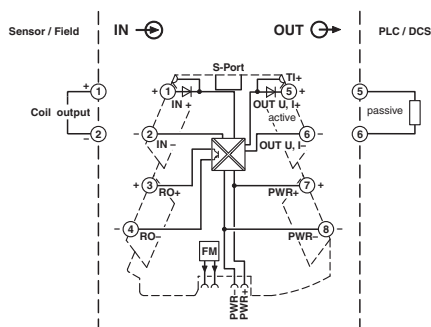 Sensor / Field
IN
OUT
PLC / DCS
S-Port
TI+
+
1
+
1
5
+
5
IN +
OUT U, I+
active
Coil output
passive
–
2
–
2
6
–
6
IN –
OUT U, I–
+
3
RO+
PWR+
7
+
–
4
RO–
PWR–
8
–
FM
PWR–
PWR+